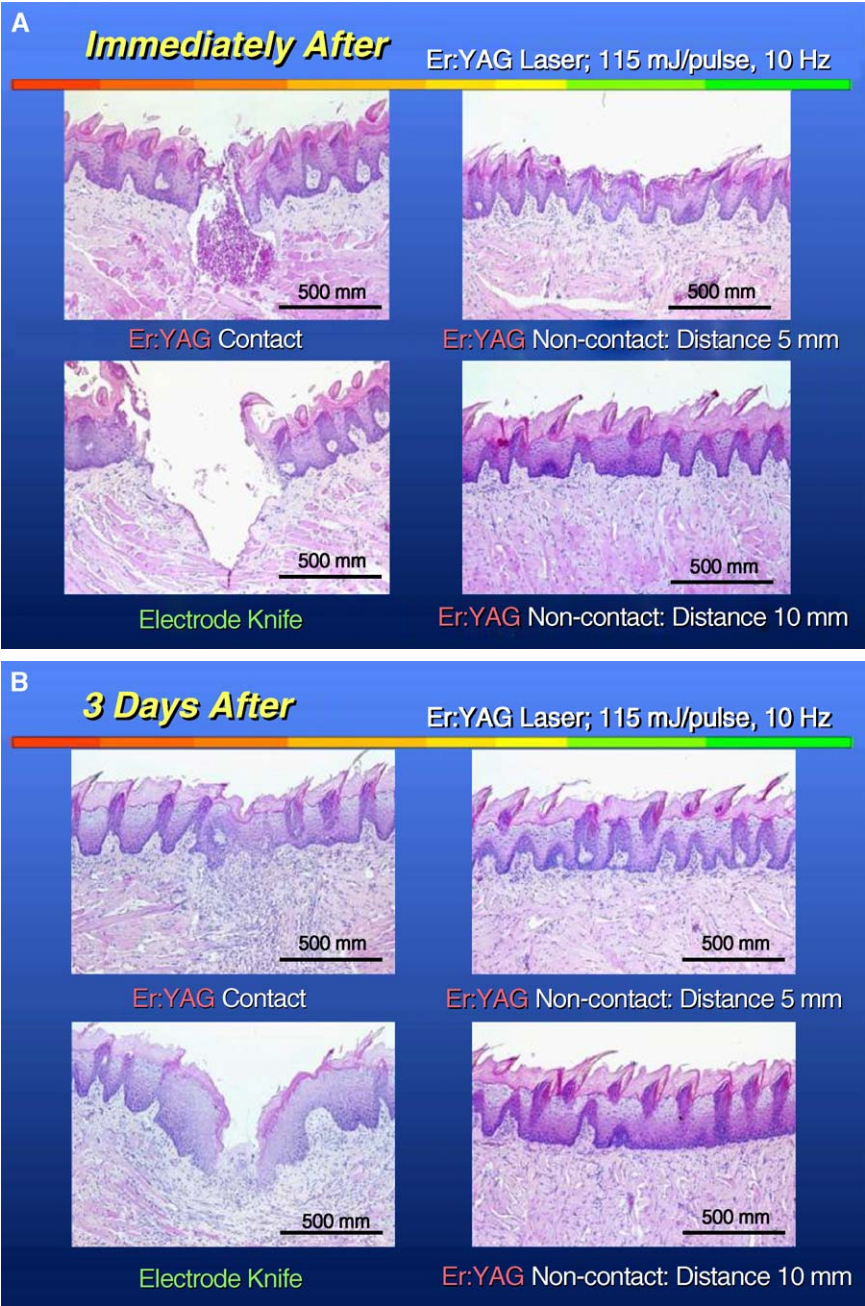 A
Immediately After
Er:YAG Laser; 115 mJ/pulse, 10 Hz
500 mm
500 mm
Er:YAG Contact
Er:YAG Non-contact: Distance 5 mm
500 mm
500 mm
Electrode Knife
Er:YAG Non-contact: Distance 10 mm
B
3 Days After
Er:YAG Laser; 115 mJ/pulse, 10 Hz
500 mm
500 mm
Er:YAG Contact
Er:YAG Non-contact: Distance 5 mm
500 mm
500 mm
Electrode Knife
Er:YAG Non-contact: Distance 10 mm